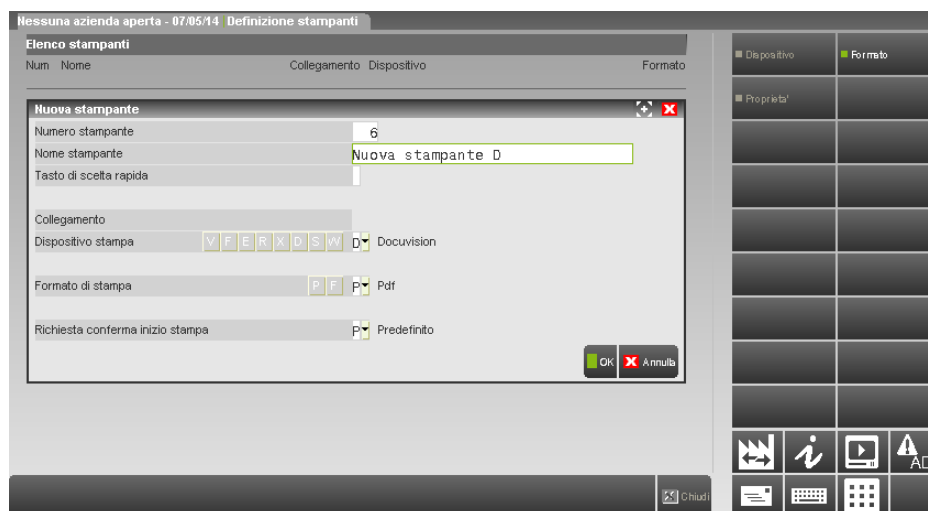 Nessuna azienda aperta - 07/05/14 Definizione stampanti
Elenco stampanti
Num Nome Collegamento Dispositivo Formato
Nuova stampante
Numero stampante 6
Nome stampante Nuova stampante D
Tasto di scelta rapida
Collegamento
Dispositivo stampa V F E R X D S W D Docuvision
Formato di stampa P F P Pdf
Richiesta conferma inizio stampa P Predefinito
OK Annulla
Chiudi
Dispositivo Formato
Proprieta'
AD